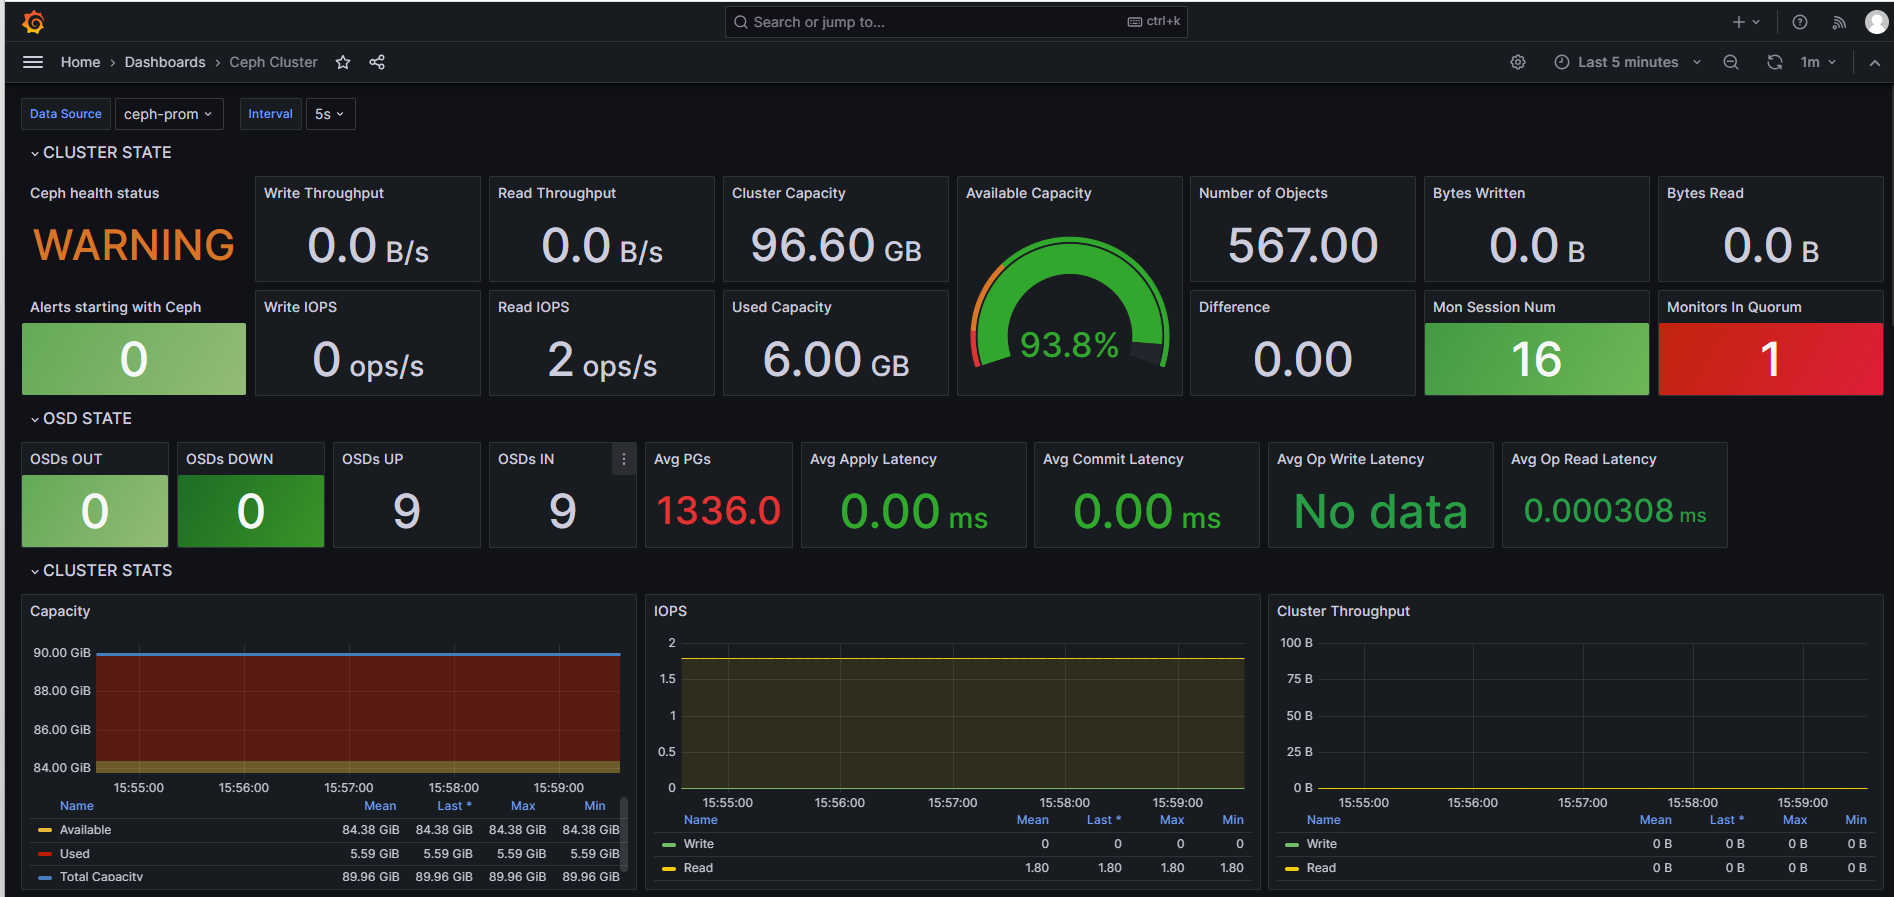 Search or jump to... ctrl+k
Home › Dashboards › Ceph Cluster
Last 5 minutes 1m
Data Source ceph-prom Interval 5s
CLUSTER STATE
Ceph health status
WARNING
Write Throughput
0.0 B/s
Read Throughput
0.0 B/s
Cluster Capacity
96.60 GB
Available Capacity
93.8%
Number of Objects
567.00
Bytes Written
0.0 B
Bytes Read
0.0 B
Alerts starting with Ceph
0
Write IOPS
0 ops/s
Read IOPS
2 ops/s
Used Capacity
6.00 GB
Difference
0.00
Mon Session Num
16
Monitors In Quorum
1
OSD STATE
OSDs OUT
0
OSDs DOWN
0
OSDs UP
9
OSDs IN
9
Avg PGs
1336.0
Avg Apply Latency
0.00 ms
Avg Commit Latency
0.00 ms
Avg Op Write Latency
No data
Avg Op Read Latency
0.000308 ms
CLUSTER STATS
Capacity
90.00 GiB
88.00 GiB
86.00 GiB
84.00 GiB
15:55:00 15:56:00 15:57:00 15:58:00 15:59:00
Name Mean Last * Max Min
Available 84.38 GiB 84.38 GiB 84.38 GiB 84.38 GiB
Used 5.59 GiB 5.59 GiB 5.59 GiB 5.59 GiB
Total Capacity 89.96 GiB 89.96 GiB 89.96 GiB 89.96 GiB
IOPS
2
1.5
1
0.5
0
15:55:00 15:56:00 15:57:00 15:58:00 15:59:00
Name Mean Last * Max Min
Write 0 0 0 0
Read 1.80 1.80 1.80 1.80
Cluster Throughput
100 B
75 B
50 B
25 B
0 B
15:55:00 15:56:00 15:57:00 15:58:00 15:59:00
Name Mean Last * Max Min
Write 0 B 0 B 0 B 0 B
Read 0 B 0 B 0 B 0 B